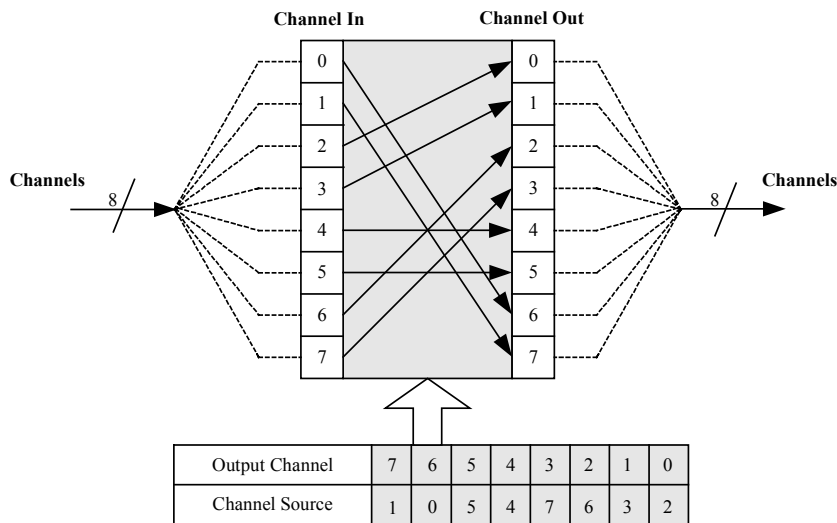 Channel In Channel Out
0 0
1 1
2 2
Channels 8 3 3 8 Channels
4 4
5 5
6 6
7 7
Output Channel 7 6 5 4 3 2 1 0
Channel Source 1 0 5 4 7 6 3 2